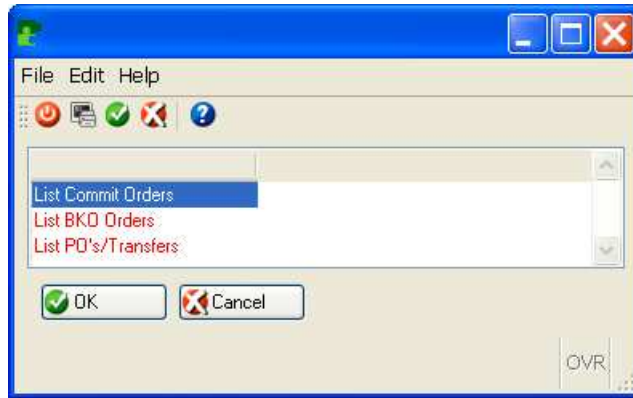 File Edit Help
List Commit Orders
List BKO Orders
List PO's/Transfers
OK Cancel
OVR